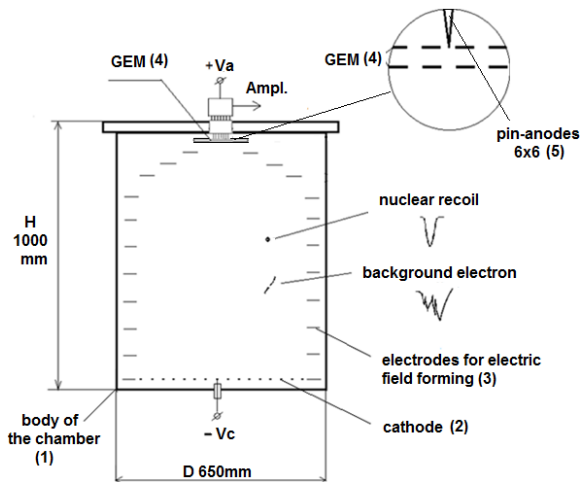 GEM (4)
+Va
Ampl.
GEM (4)
pin-anodes
6x6 (5)
H
1000
mm
nuclear recoil
background electron
electrodes for electric
field forming (3)
cathode (2)
body of
the chamber
(1)
– Vc
D 650mm